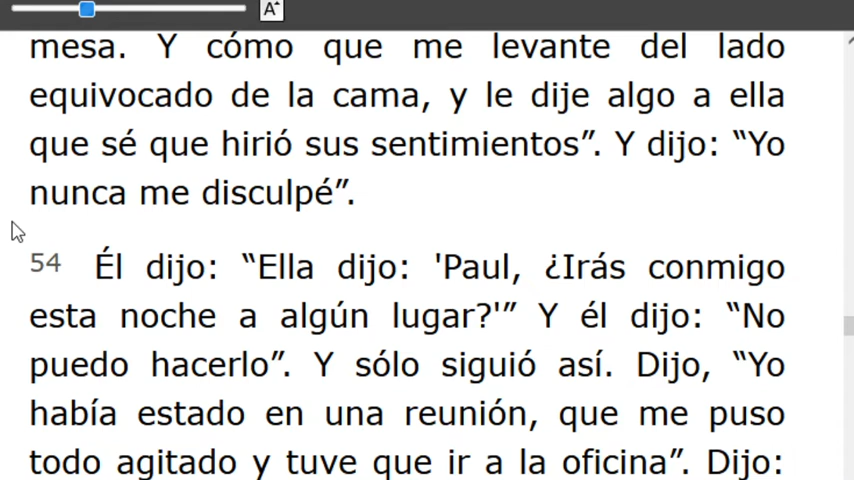 A
mesa. Y cómo que me levante del lado
equivocado de la cama, y le dije algo a ella
que sé que hirió sus sentimientos”. Y dijo: “Yo
nunca me disculpé”.
54 Él dijo: “Ella dijo: 'Paul, ¿Irás conmigo
esta noche a algún lugar?'” Y él dijo: “No
puedo hacerlo”. Y sólo siguió así. Dijo, “Yo
había estado en una reunión, que me puso
todo agitado y tuve que ir a la oficina”. Dijo: